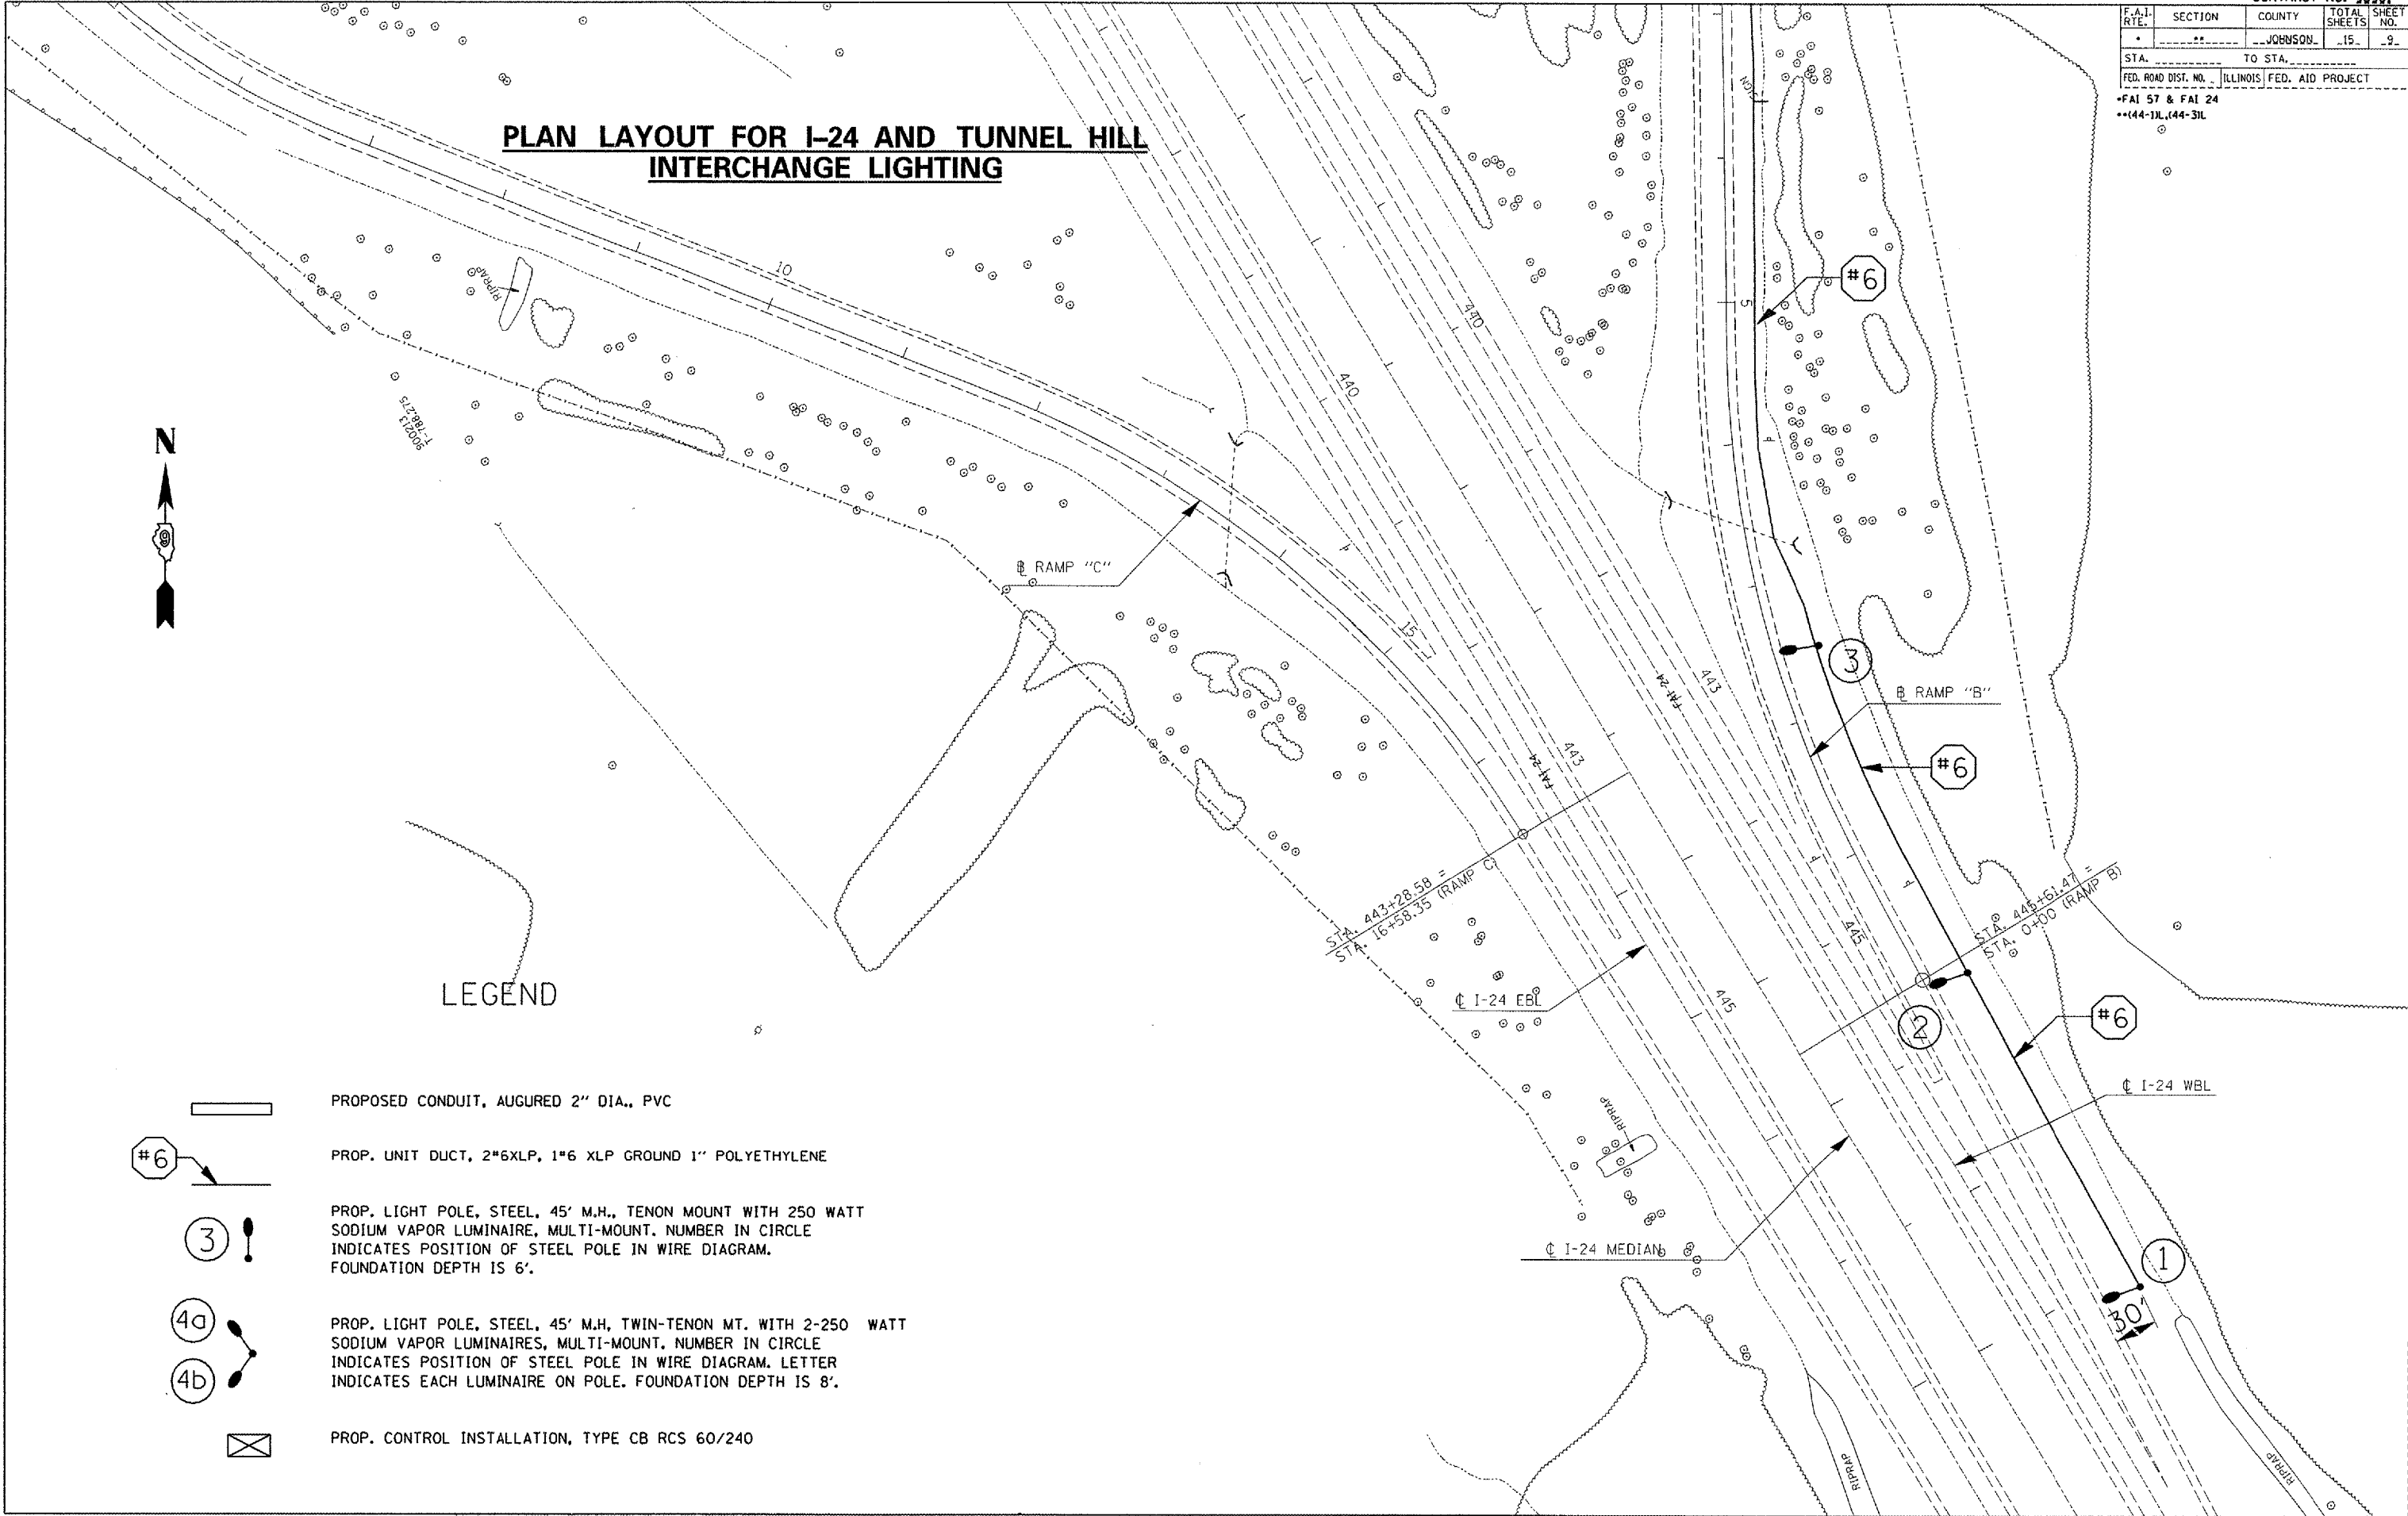 F.A.I. RTE. SECTION COUNTY TOTAL SHEETS SHEET NO.
* ** JOHNSON 15 9
STA. TO STA.
FED. ROAD DIST. NO. ILLINOIS FED. AID PROJECT
*FAI 57 & FAI 24
**(44-1)L,(44-3)L
PLAN LAYOUT FOR I-24 AND TUNNEL HILL
INTERCHANGE LIGHTING
SIGN
10
RIPRAP
#6
5
440
440
900213
T-788.275
N
9
℄ RAMP "C"
15
3
443
FAI-24
℄ RAMP "B"
#6
443
FAI-24
STA. 443+28.58 =
STA. 16+58.35 (RAMP C)
STA. 445+61.47 =
STA. 0+00 (RAMP B)
445
445
℄ I-24 EBL
2
#6
℄ I-24 WBL
RIPRAP
℄ I-24 MEDIAN
1
30'
RIPRAP
RIPRAP
LEGEND
PROPOSED CONDUIT, AUGURED 2" DIA., PVC
#6
PROP. UNIT DUCT, 2#6XLP, 1#6 XLP GROUND 1" POLYETHYLENE
3
PROP. LIGHT POLE, STEEL, 45' M.H., TENON MOUNT WITH 250 WATT
SODIUM VAPOR LUMINAIRE, MULTI-MOUNT. NUMBER IN CIRCLE
INDICATES POSITION OF STEEL POLE IN WIRE DIAGRAM.
FOUNDATION DEPTH IS 6'.
4a
4b
PROP. LIGHT POLE, STEEL, 45' M.H, TWIN-TENON MT. WITH 2-250 WATT
SODIUM VAPOR LUMINAIRES, MULTI-MOUNT. NUMBER IN CIRCLE
INDICATES POSITION OF STEEL POLE IN WIRE DIAGRAM. LETTER
INDICATES EACH LUMINAIRE ON POLE. FOUNDATION DEPTH IS 8'.
PROP. CONTROL INSTALLATION, TYPE CB RCS 60/240